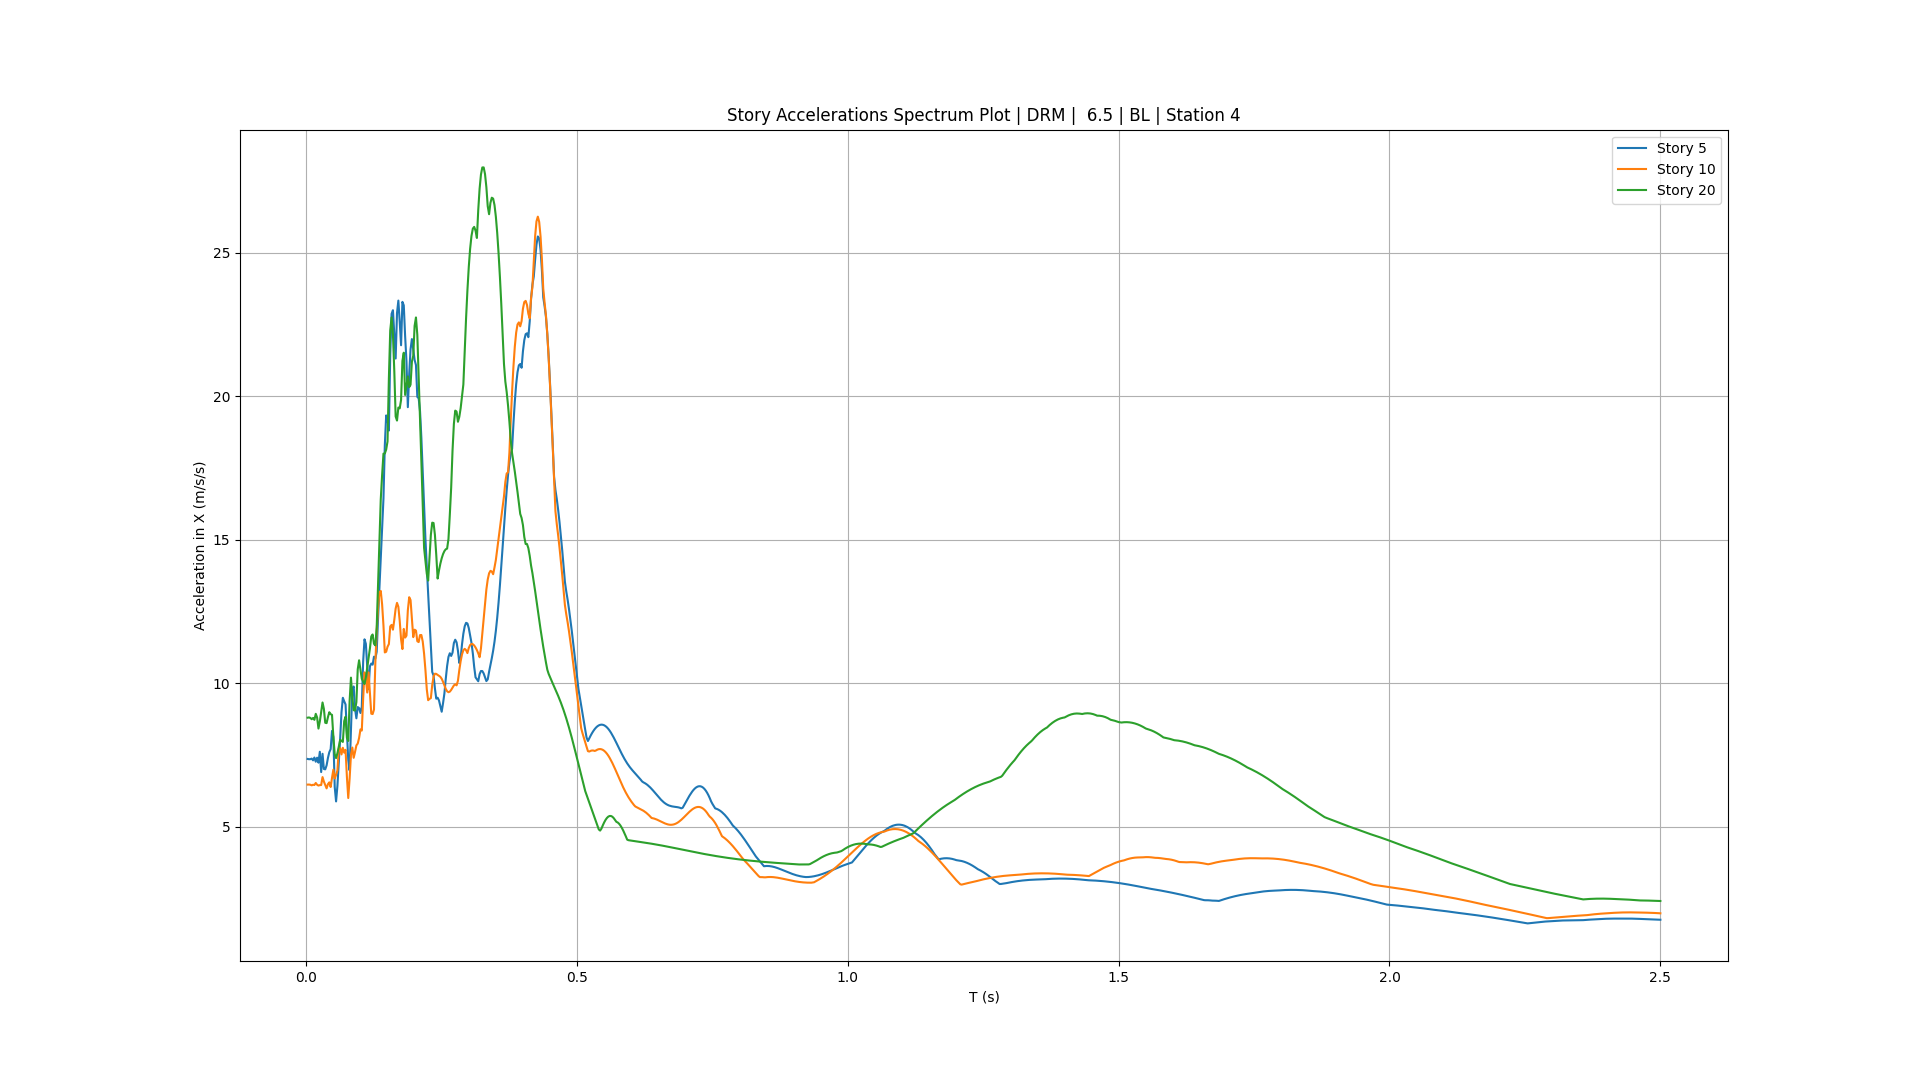 Story Accelerations Spectrum Plot | DRM |  6.5 | BL | Station 4
Story 5
Story 10
Story 20
Acceleration in X (m/s/s)
25
20
15
10
5
0.0 0.5 1.0 1.5 2.0 2.5
T (s)